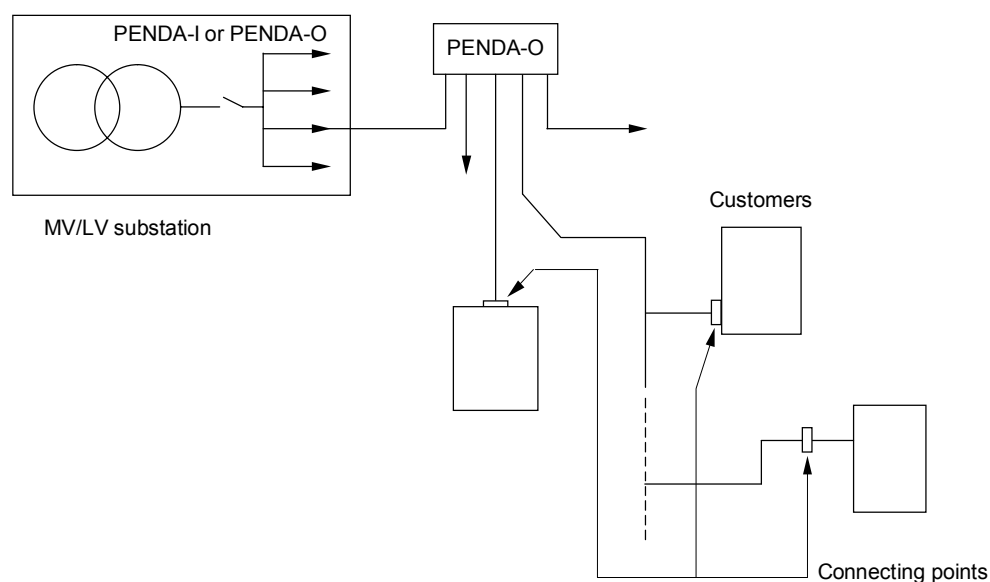 PENDA-I or PENDA-O
PENDA-O
MV/LV substation
Customers
Connecting points